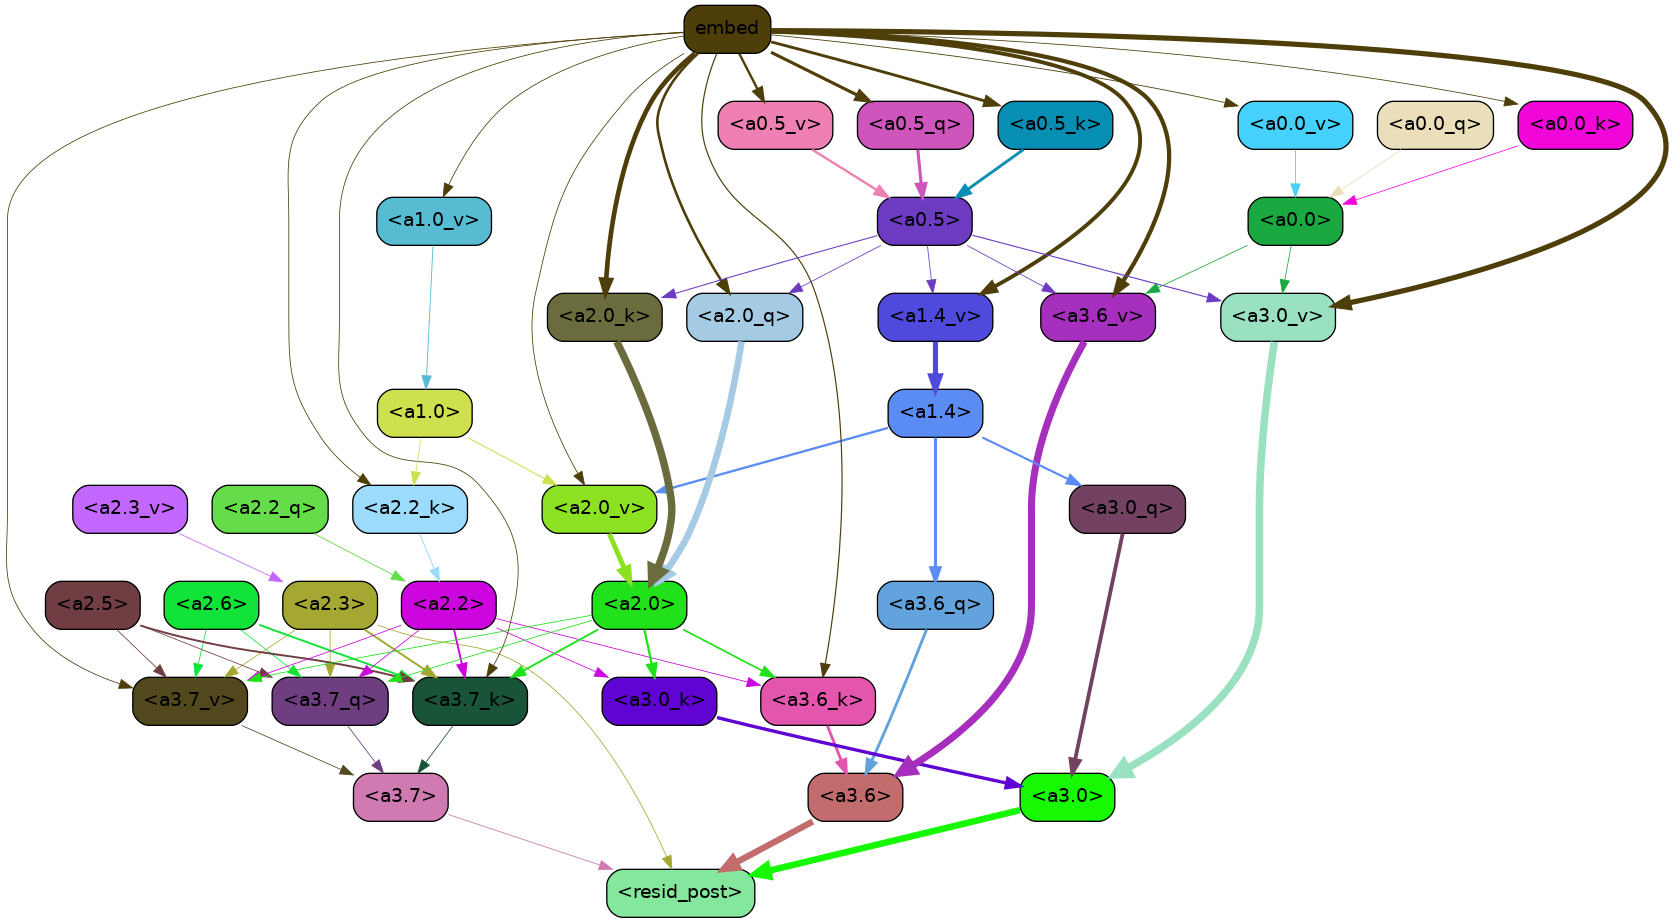 embed
<a0.5_v>
<a0.5_q>
<a0.5_k>
<a0.0_v>
<a0.0_q>
<a0.0_k>
<a1.0_v>
<a0.5>
<a0.0>
<a2.0_k>
<a2.0_q>
<a1.4_v>
<a3.6_v>
<a3.0_v>
<a1.0>
<a1.4>
<a2.3_v>
<a2.2_q>
<a2.2_k>
<a2.0_v>
<a3.0_q>
<a2.5>
<a2.6>
<a2.3>
<a2.2>
<a2.0>
<a3.6_q>
<a3.7_v>
<a3.7_q>
<a3.7_k>
<a3.0_k>
<a3.6_k>
<a3.7>
<a3.6>
<a3.0>
<resid_post>